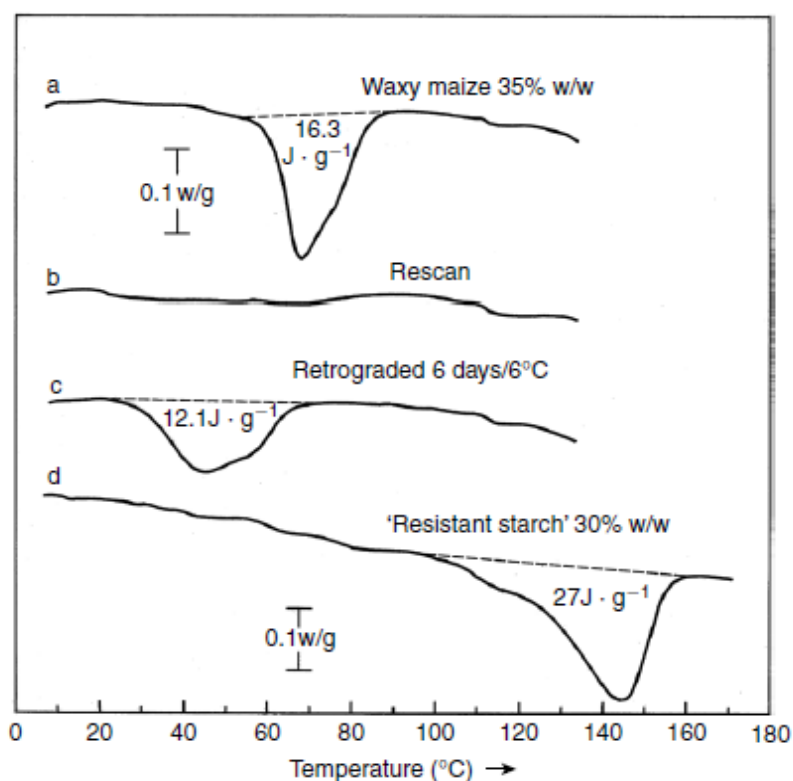 a
Waxy maize 35% w/w
16.3
J · g⁻¹
0.1 w/g
b
Rescan
Retrograded 6 days/6°C
c
12.1J · g⁻¹
d
'Resistant starch' 30% w/w
27J · g⁻¹
0.1w/g
0 20 40 60 80 100 120 140 160 180
Temperature (°C) →